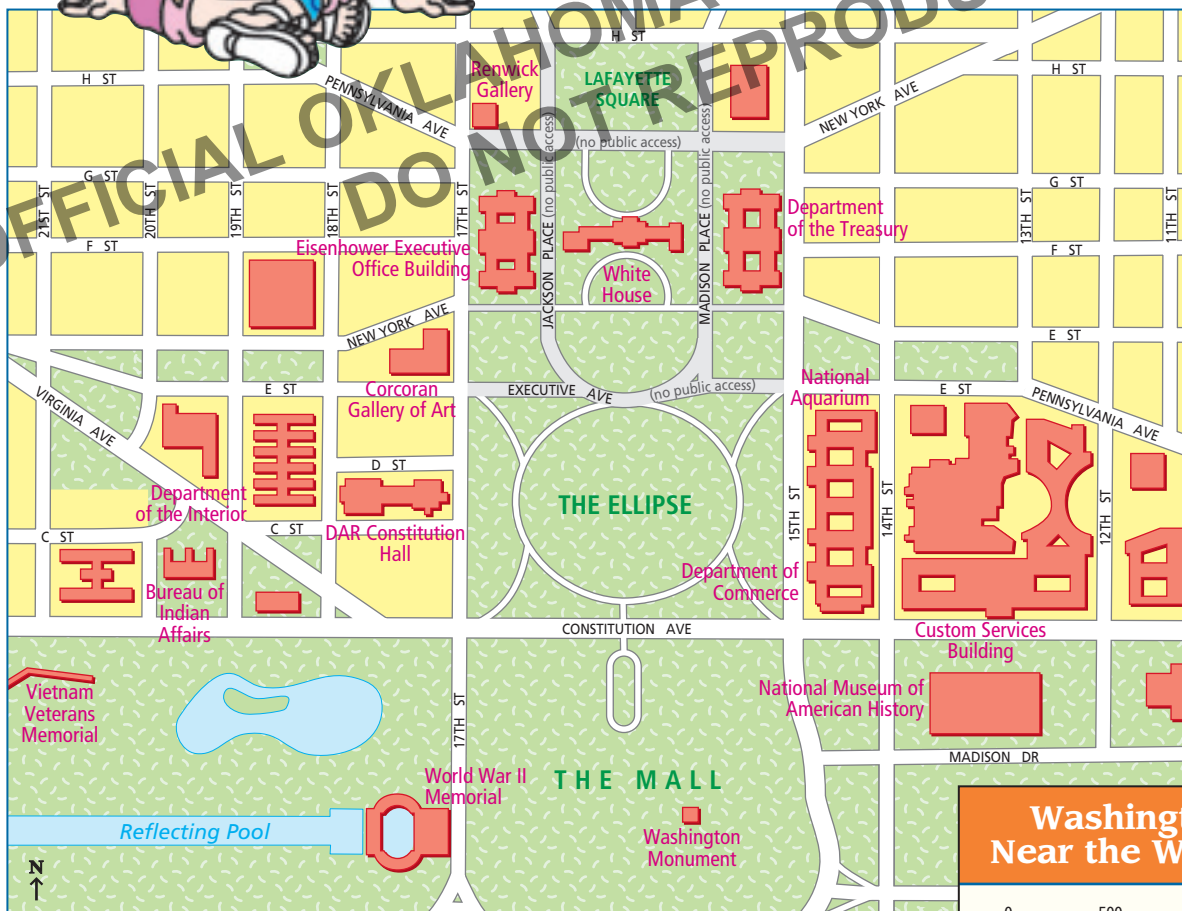 OFFICIAL OKLAHOMA
DO NOT REPRODU
H ST
H ST
H ST
Renwick
Gallery
LAFAYETTE
SQUARE
PENNSYLVANIA AVE
NEW YORK AVE
(no public access)
JACKSON PLACE (no public access)
MADISON PLACE (no public access)
G ST
G ST
21ST ST
20TH ST
19TH ST
18TH ST
17TH ST
13TH ST
11TH ST
Department
of the Treasury
F ST
F ST
Eisenhower Executive
Office Building
White
House
NEW YORK AVE
E ST
Corcoran
Gallery of Art
E ST
EXECUTIVE AVE
(no public access)
National
Aquarium
E ST
PENNSYLVANIA AVE
VIRGINIA AVE
D ST
Department
of the Interior
THE ELLIPSE
15TH ST
14TH ST
12TH ST
C ST
C ST
DAR Constitution
Hall
Bureau of
Indian
Affairs
Department of
Commerce
CONSTITUTION AVE
Custom Services
Building
Vietnam
Veterans
Memorial
17TH ST
National Museum of
American History
MADISON DR
World War II
Memorial
THE MALL
Reflecting Pool
Washington
Monument
N
Washingt
Near the W
0 500